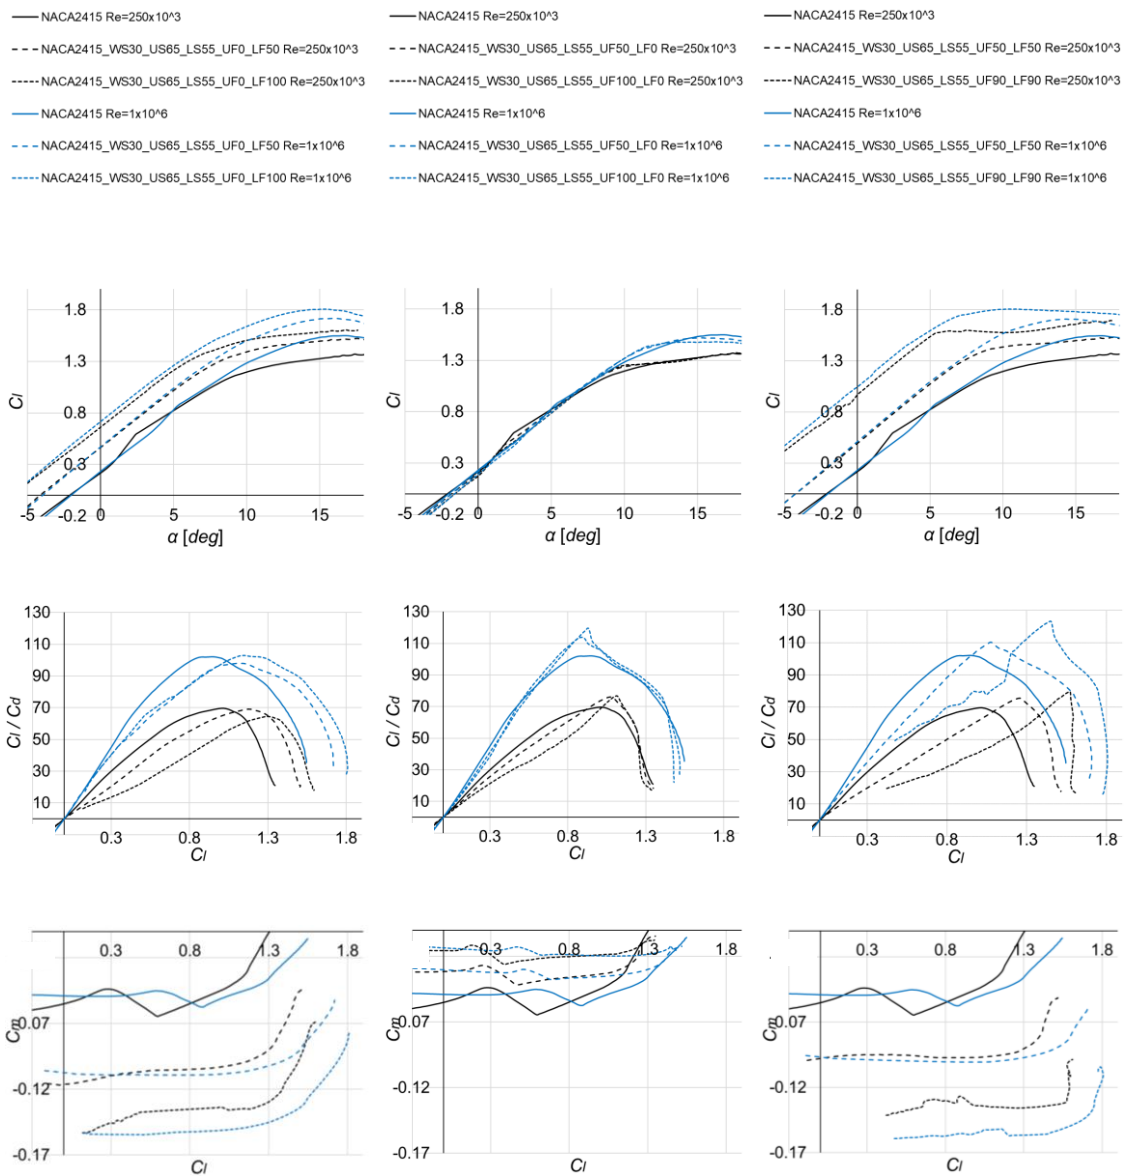 NACA2415 Re=250x10^3
NACA2415_WS30_US65_LS55_UF0_LF50 Re=250x10^3
NACA2415_WS30_US65_LS55_UF0_LF100 Re=250x10^3
NACA2415 Re=1x10^6
NACA2415_WS30_US65_LS55_UF0_LF50 Re=1x10^6
NACA2415_WS30_US65_LS55_UF0_LF100 Re=1x10^6
NACA2415 Re=250x10^3
NACA2415_WS30_US65_LS55_UF50_LF0 Re=250x10^3
NACA2415_WS30_US65_LS55_UF100_LF0 Re=250x10^3
NACA2415 Re=1x10^6
NACA2415_WS30_US65_LS55_UF50_LF0 Re=1x10^6
NACA2415_WS30_US65_LS55_UF100_LF0 Re=1x10^6
NACA2415 Re=250x10^3
NACA2415_WS30_US65_LS55_UF50_LF50 Re=250x10^3
NACA2415_WS30_US65_LS55_UF90_LF90 Re=250x10^3
NACA2415 Re=1x10^6
NACA2415_WS30_US65_LS55_UF50_LF50 Re=1x10^6
NACA2415_WS30_US65_LS55_UF90_LF90 Re=1x10^6
Cl
1.8
1.3
0.8
0.3
-0.2
-5 0 5 10 15
α [deg]
Cl
1.8
1.3
0.8
0.3
-0.2
-5 0 5 10 15
α [deg]
Cl
1.8
1.3
0.8
0.3
-0.2
-5 0 5 10 15
α [deg]
Cl / Cd
130
110
90
70
50
30
10
0.3 0.8 1.3 1.8
Cl
Cl / Cd
130
110
90
70
50
30
10
0.3 0.8 1.3 1.8
Cl
Cl / Cd
130
110
90
70
50
30
10
0.3 0.8 1.3 1.8
Cl
0.3 0.8 1.3 1.8
Cm
0.07
-0.12
-0.17
Cl
0.3 0.8 1.3 1.8
Cm
0.07
-0.12
-0.17
Cl
0.3 0.8 1.3 1.8
Cm
0.07
-0.12
-0.17
Cl